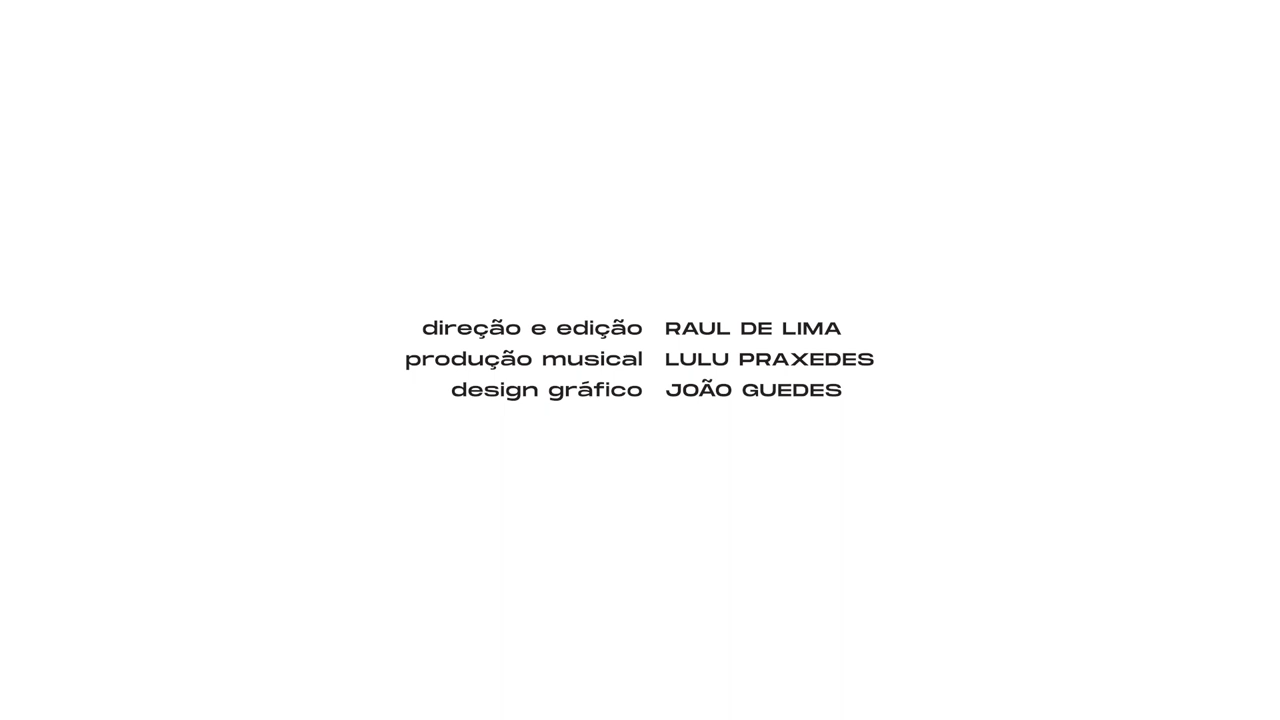 direção e edição RAUL DE LIMA
produção musical LULU PRAXEDES
design gráfico JOÃO GUEDES